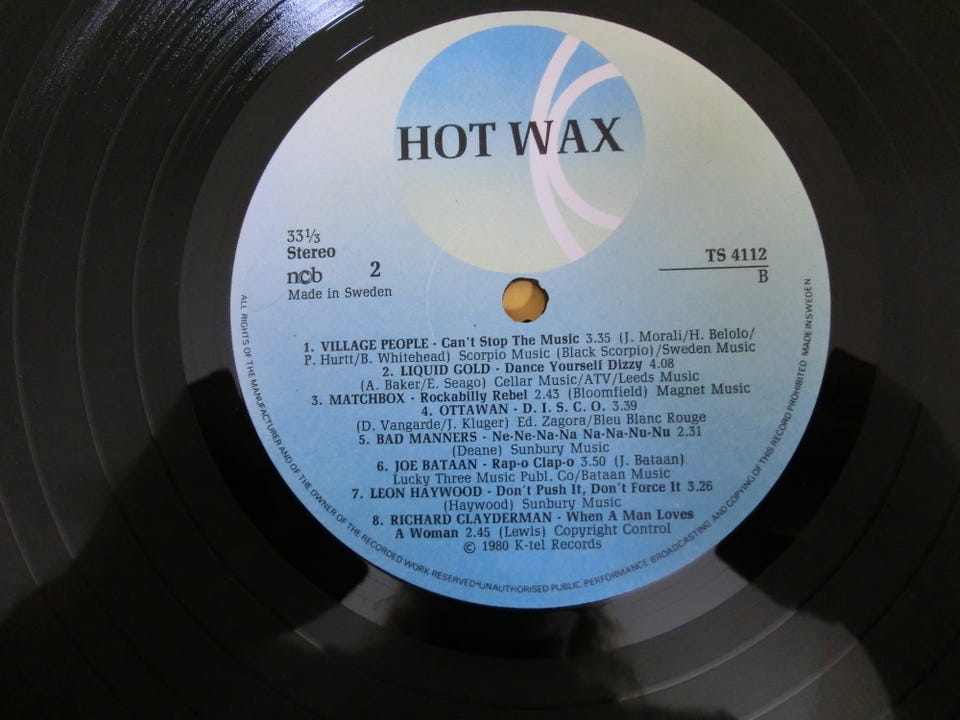 HOT WAX
33⅓
Stereo
ncb 2
Made in Sweden
TS 4112
B
1. VILLAGE PEOPLE - Can't Stop The Music 3.35 (J. Morali/H. Belolo/
P. Hurtt/B. Whitehead) Scorpio Music (Black Scorpio)/Sweden Music
2. LIQUID GOLD - Dance Yourself Dizzy 4.08
(A. Baker/E. Seago) Cellar Music/ATV/Leeds Music
3. MATCHBOX - Rockabilly Rebel 2.43 (Bloomfield) Magnet Music
4. OTTAWAN - D. I. S. C. O. 3.39
(D. Vangarde/J. Kluger) Ed. Zagora/Bleu Blanc Rouge
5. BAD MANNERS - Ne-Ne-Na-Na Na-Na-Nu-Nu 2.31
(Deane) Sunbury Music
6. JOE BATAAN - Rap-o Clap-o 3.50 (J. Bataan)
Lucky Three Music Publ. Co/Bataan Music
7. LEON HAYWOOD - Don't Push It, Don't Force It 3.26
(Haywood) Sunbury Music
8. RICHARD CLAYDERMAN - When A Man Loves
A Woman 2.45 (Lewis) Copyright Control
© 1980 K-tel Records
ALL RIGHTS OF THE MANUFACTURER AND OF THE OWNER OF THE RECORDED WORK RESERVED•UNAUTHORISED PUBLIC PERFORMANCE BROADCASTING AND COPYING OF THIS RECORD PROHIBITED MADE IN SWEDEN